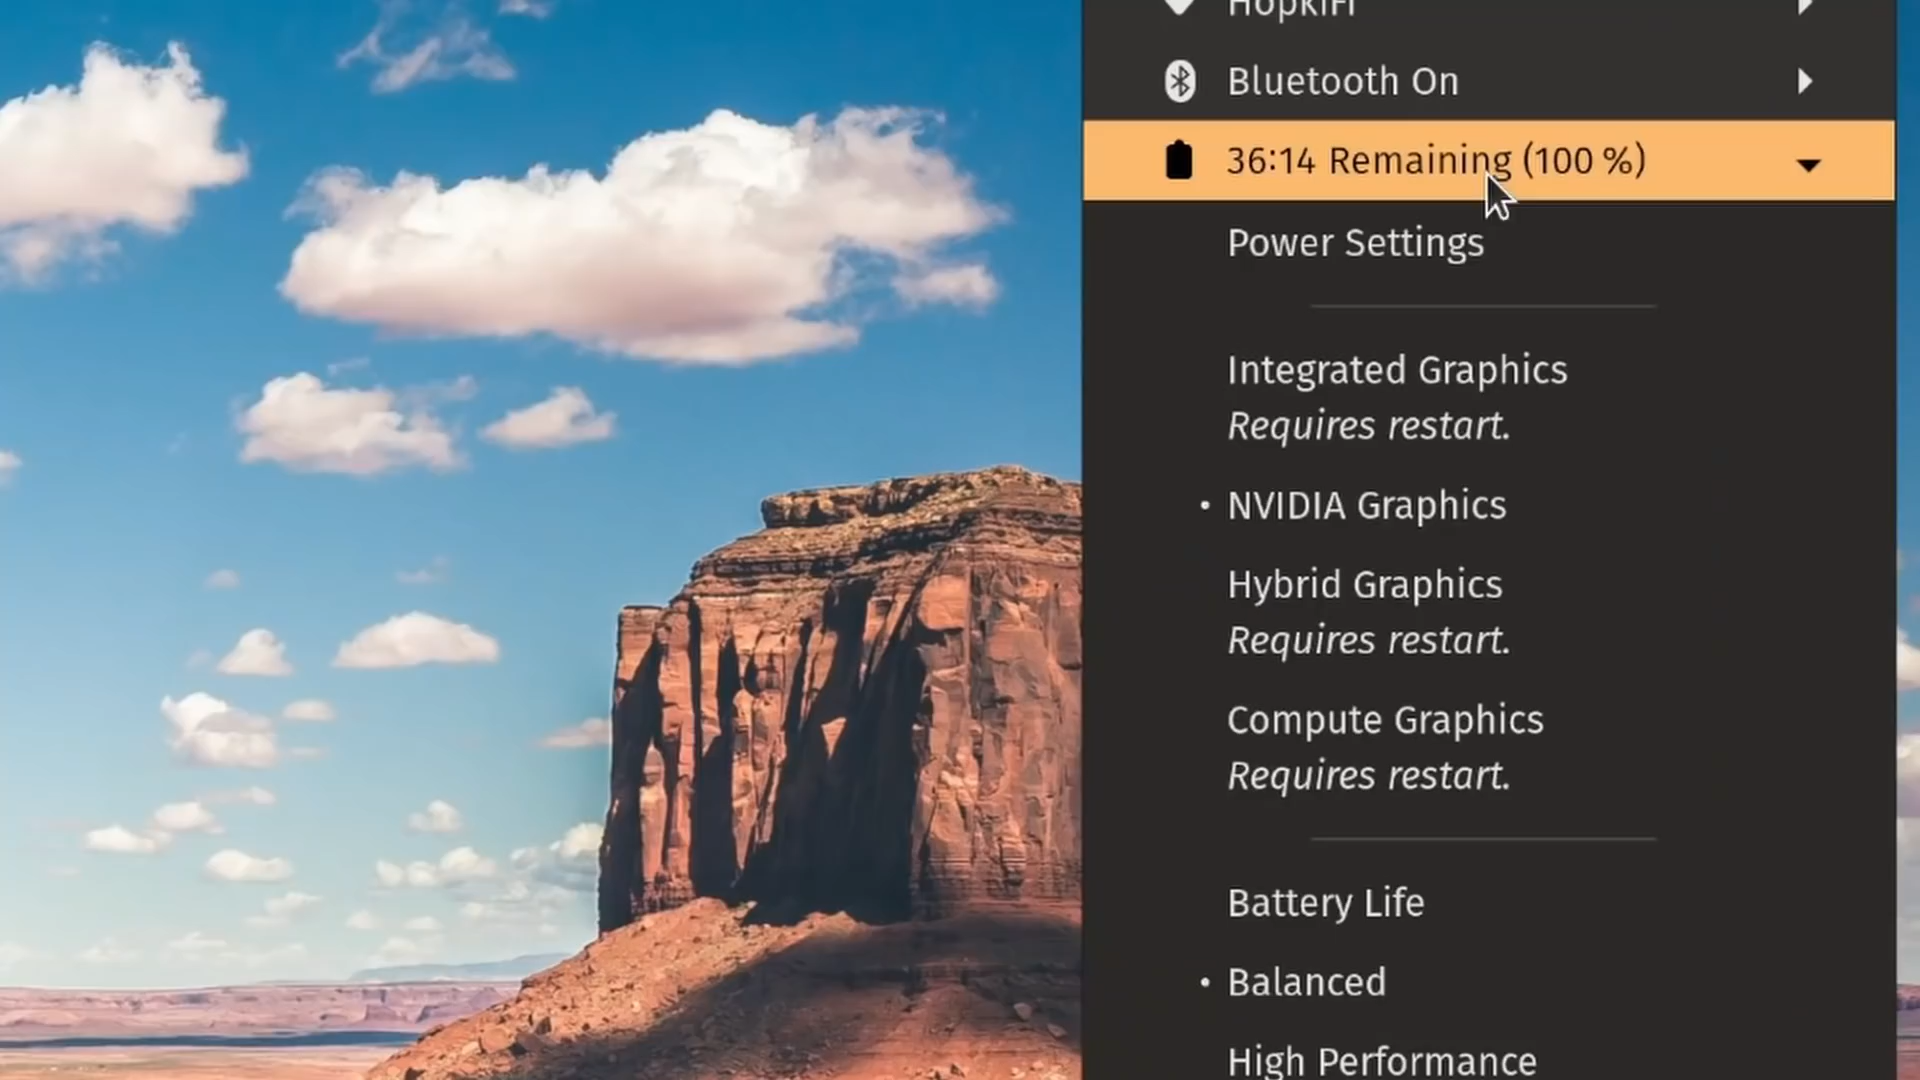 HopkiFi
Bluetooth On
36:14 Remaining (100 %)
Power Settings
Integrated Graphics
Requires restart.
• NVIDIA Graphics
Hybrid Graphics
Requires restart.
Compute Graphics
Requires restart.
Battery Life
• Balanced
High Performance